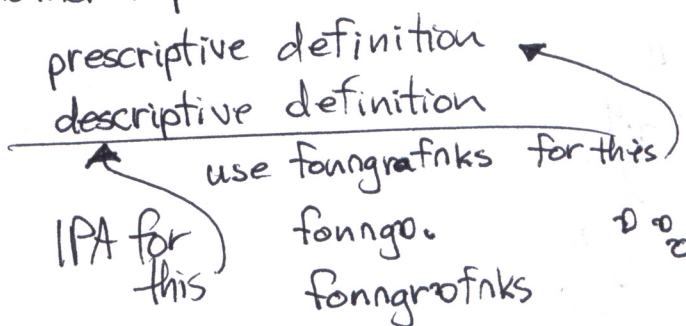 prescriptive definition
descriptive definition
use foungrafnks for this
IPA for this
fonngo.
fonngrofnks